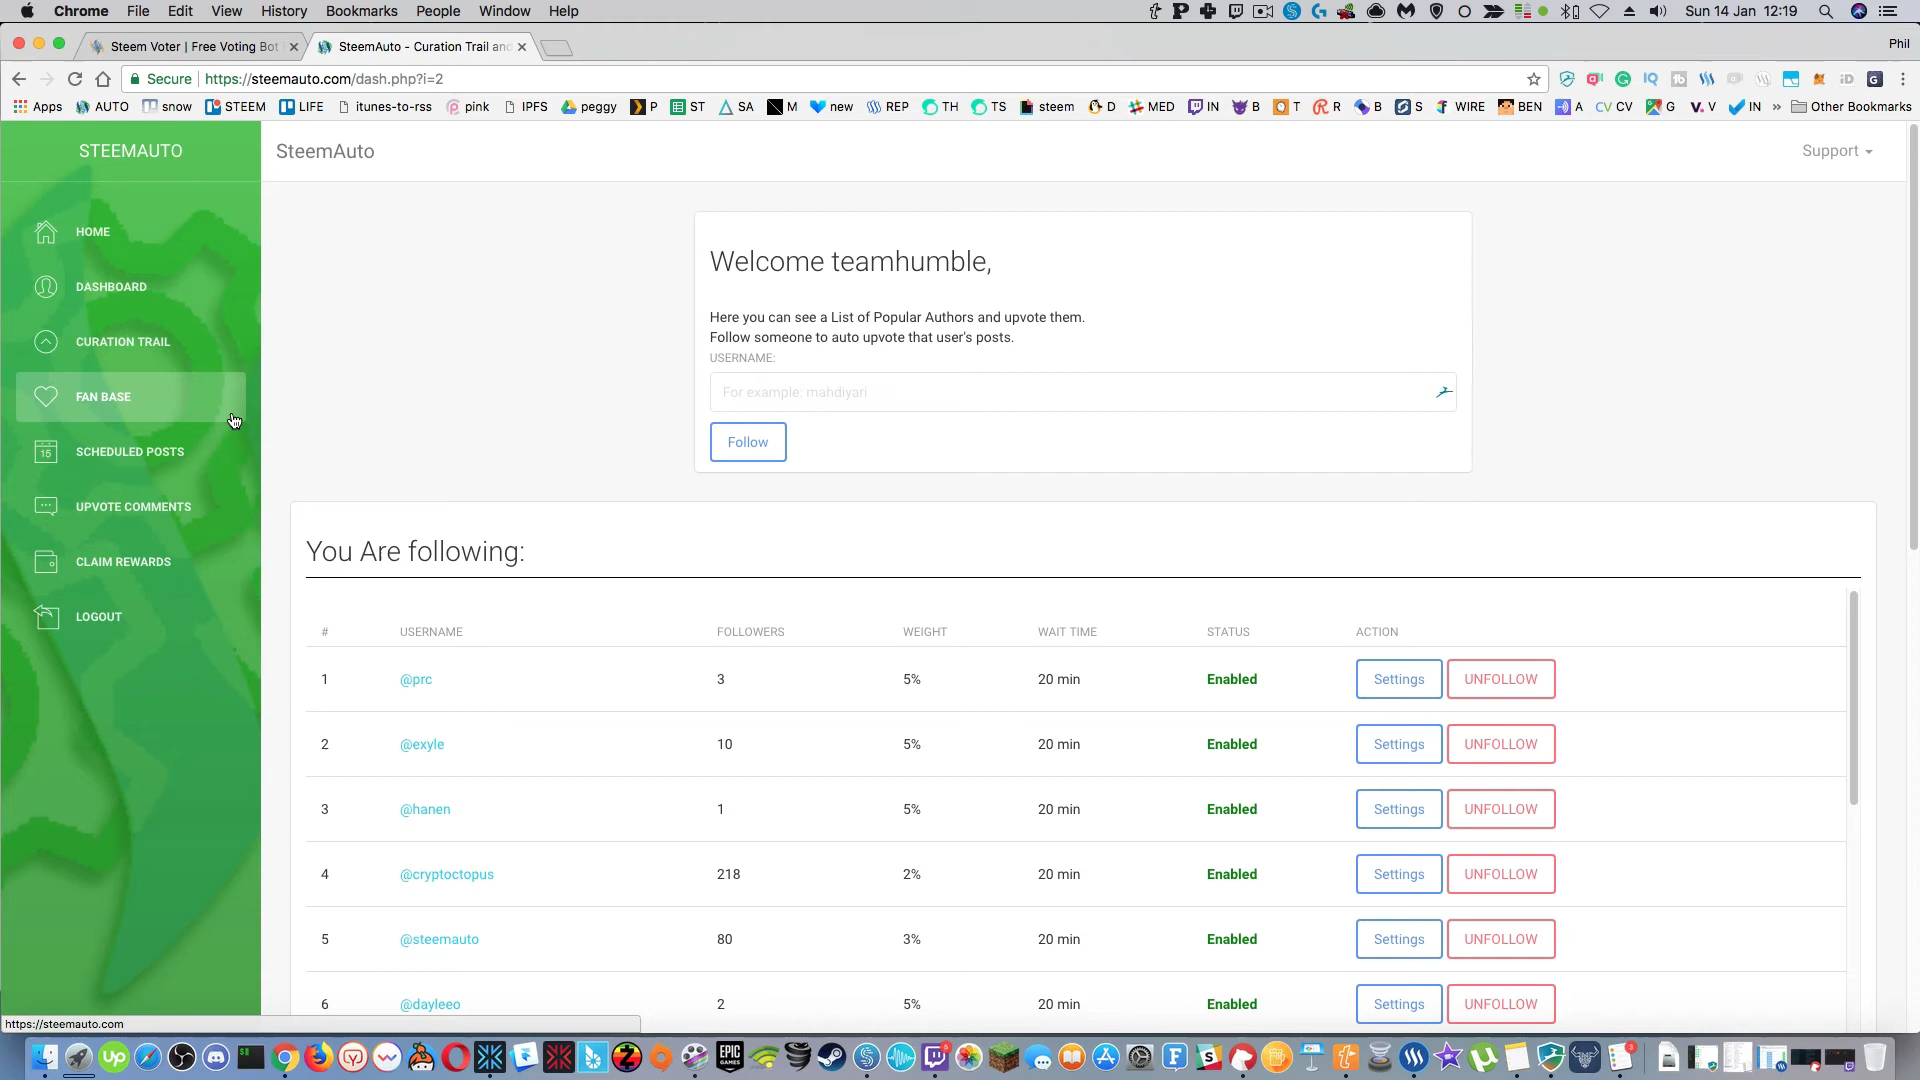 Chrome File Edit View History Bookmarks People Window Help Sun 14 Jan 12:19
Steem Voter | Free Voting Bot SteemAuto - Curation Trail and Phil
Secure https://steemauto.com/dash.php?i=2
Apps AUTO snow STEEM LIFE itunes-to-rss pink IPFS peggy P ST SA M new REP TH TS steem D MED IN B T R B S WIRE BEN A CV G V IN » Other Bookmarks
STEEMAUTO
SteemAuto
Support
HOME
DASHBOARD
CURATION TRAIL
FAN BASE
SCHEDULED POSTS
UPVOTE COMMENTS
CLAIM REWARDS
LOGOUT
Welcome teamhumble,
Here you can see a List of Popular Authors and upvote them.
Follow someone to auto upvote that user's posts.
USERNAME:
For example: mahdiyari
Follow
You Are following:
# USERNAME FOLLOWERS WEIGHT WAIT TIME STATUS ACTION
1 @prc 3 5% 20 min Enabled Settings UNFOLLOW
2 @exyle 10 5% 20 min Enabled Settings UNFOLLOW
3 @hanen 1 5% 20 min Enabled Settings UNFOLLOW
4 @cryptoctopus 218 2% 20 min Enabled Settings UNFOLLOW
5 @steemauto 80 3% 20 min Enabled Settings UNFOLLOW
6 @dayleeo 2 5% 20 min Enabled Settings UNFOLLOW
https://steemauto.com